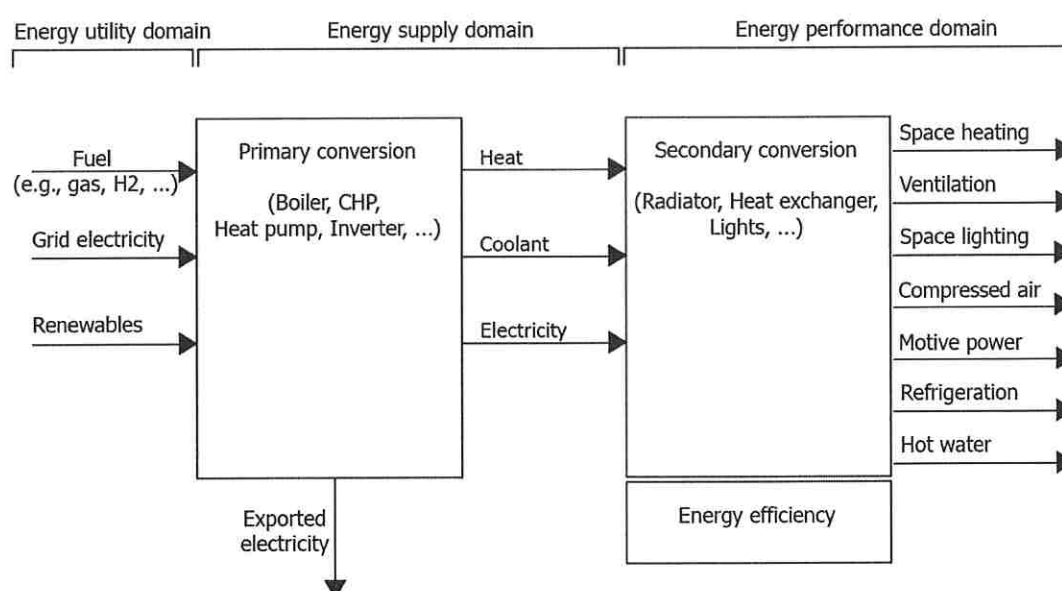 Energy utility domain
Energy supply domain
Energy performance domain
Fuel
(e.g., gas, H2, ...)
Grid electricity
Renewables
Primary conversion
(Boiler, CHP,
Heat pump, Inverter, ...)
Heat
Coolant
Electricity
Exported
electricity
Secondary conversion
(Radiator, Heat exchanger,
Lights, ...)
Energy efficiency
Space heating
Ventilation
Space lighting
Compressed air
Motive power
Refrigeration
Hot water